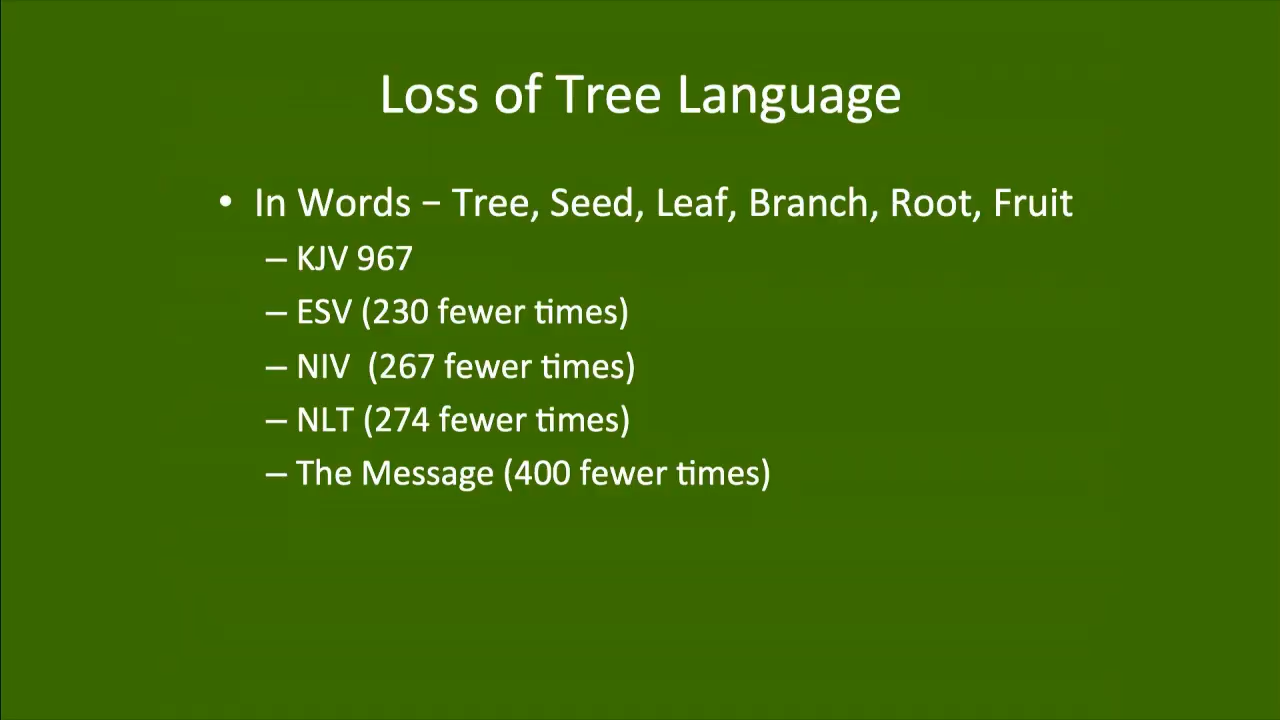 Loss of Tree Language
• In Words – Tree, Seed, Leaf, Branch, Root, Fruit
– KJV 967
– ESV (230 fewer times)
– NIV  (267 fewer times)
– NLT (274 fewer times)
– The Message (400 fewer times)